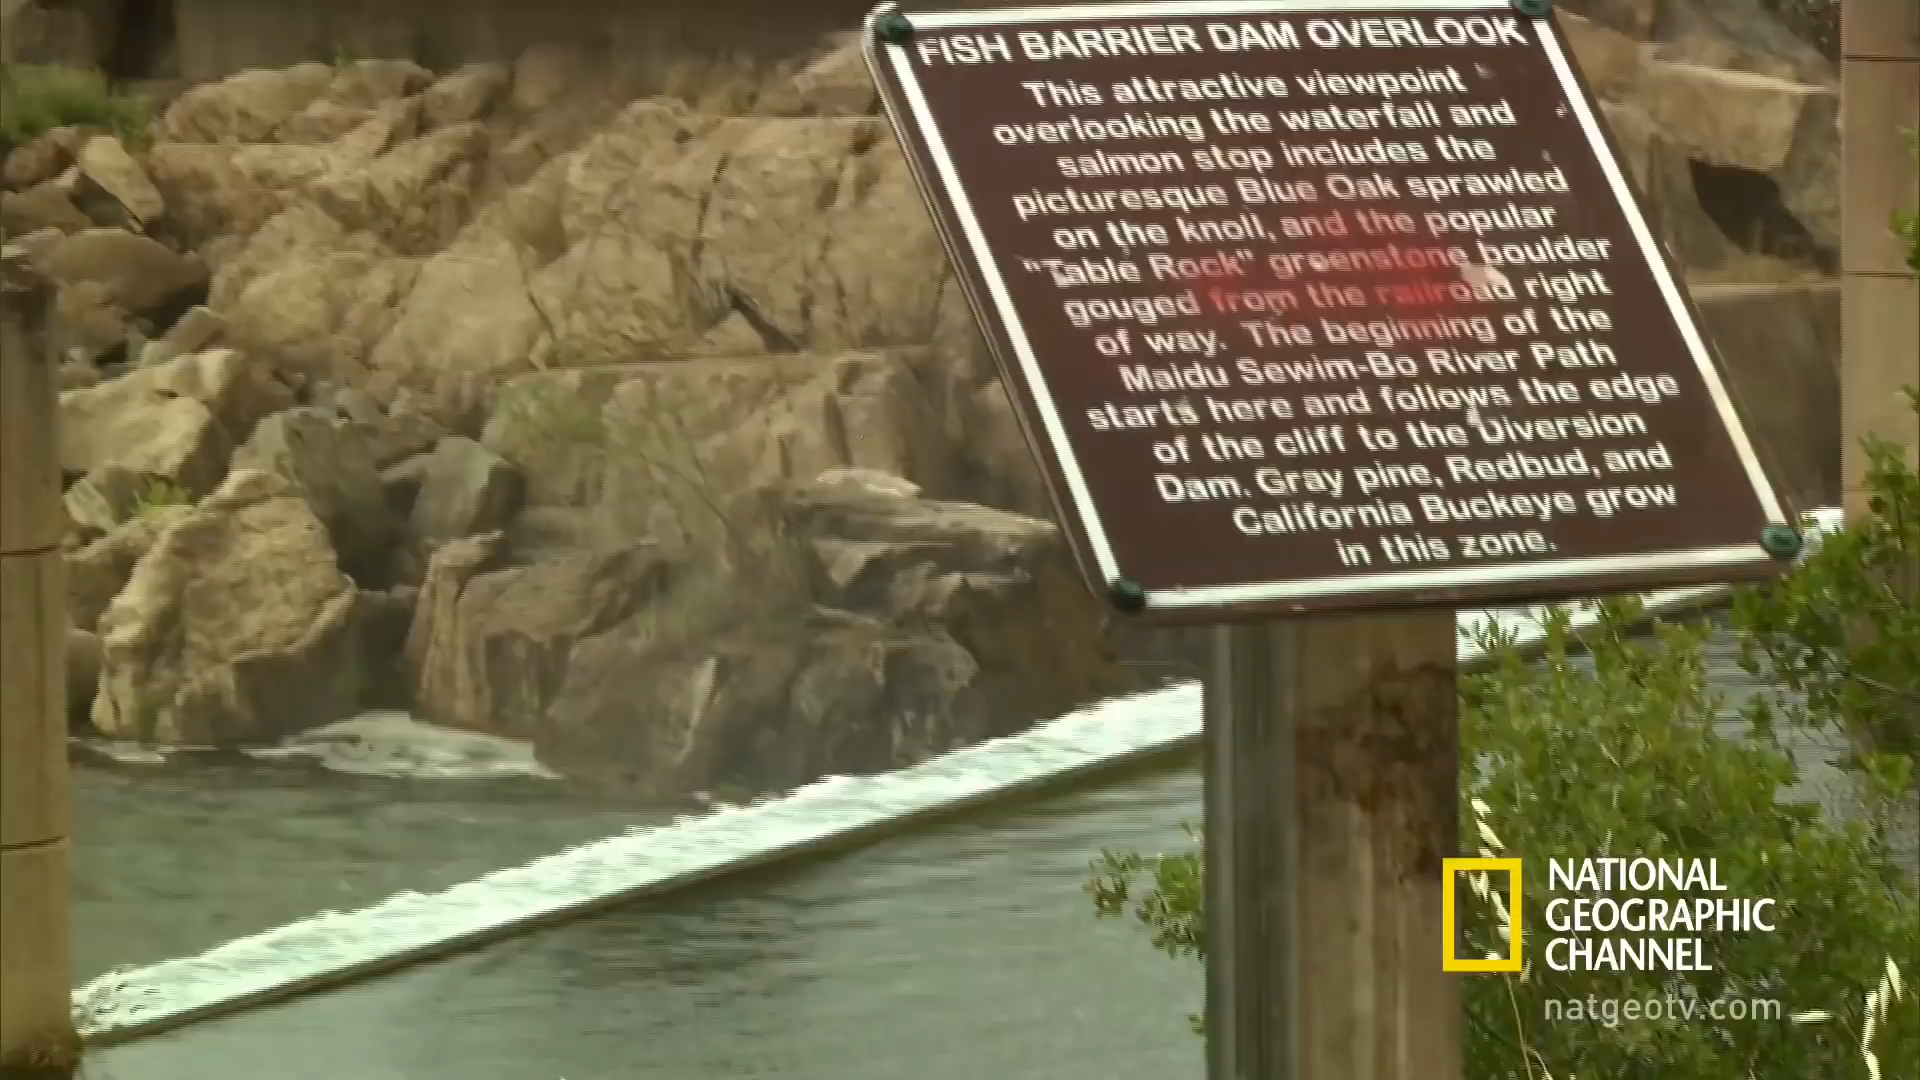 FISH BARRIER DAM OVERLOOK
This attractive viewpoint
overlooking the waterfall and
salmon stop includes the
picturesque Blue Oak sprawled
on the knoll, and the popular
"Table Rock" greenstone boulder
gouged from the railroad right
of way. The beginning of the
Maidu Sewim-Bo River Path
starts here and follows the edge
of the cliff to the Diversion
Dam. Gray pine, Redbud, and
California Buckeye grow
in this zone.
NATIONAL
GEOGRAPHIC
CHANNEL
natgeotv.com